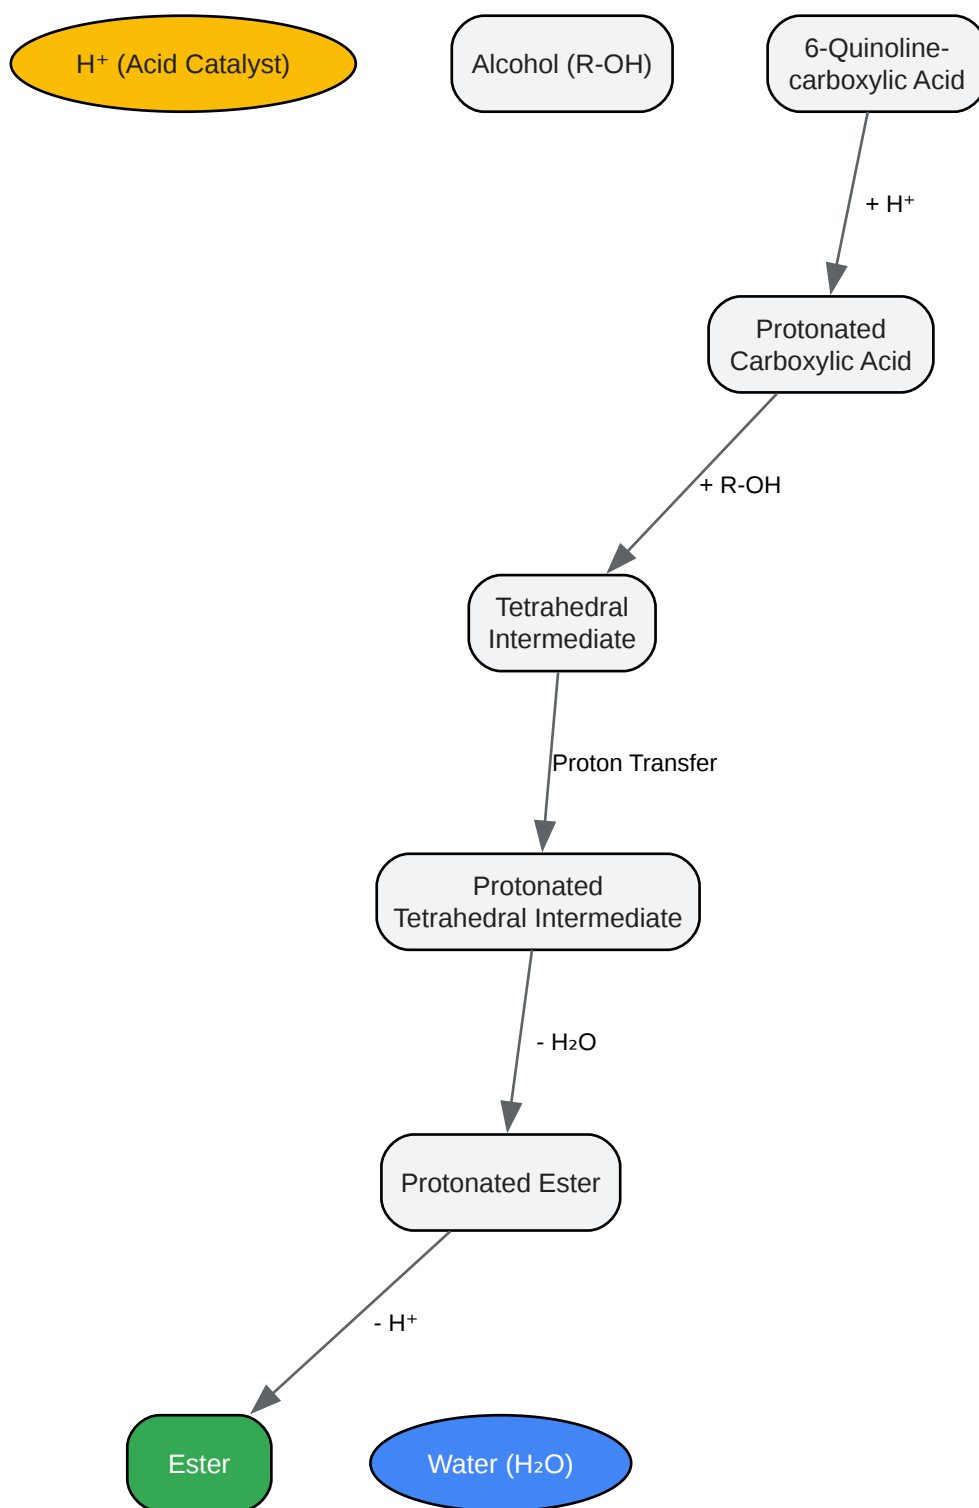 H⁺ (Acid Catalyst)
Alcohol (R-OH)
6-Quinoline-
carboxylic Acid
+ H⁺
Protonated
Carboxylic Acid
+ R-OH
Tetrahedral
Intermediate
Proton Transfer
Protonated
Tetrahedral Intermediate
- H₂O
Protonated Ester
- H⁺
Ester
Water (H₂O)